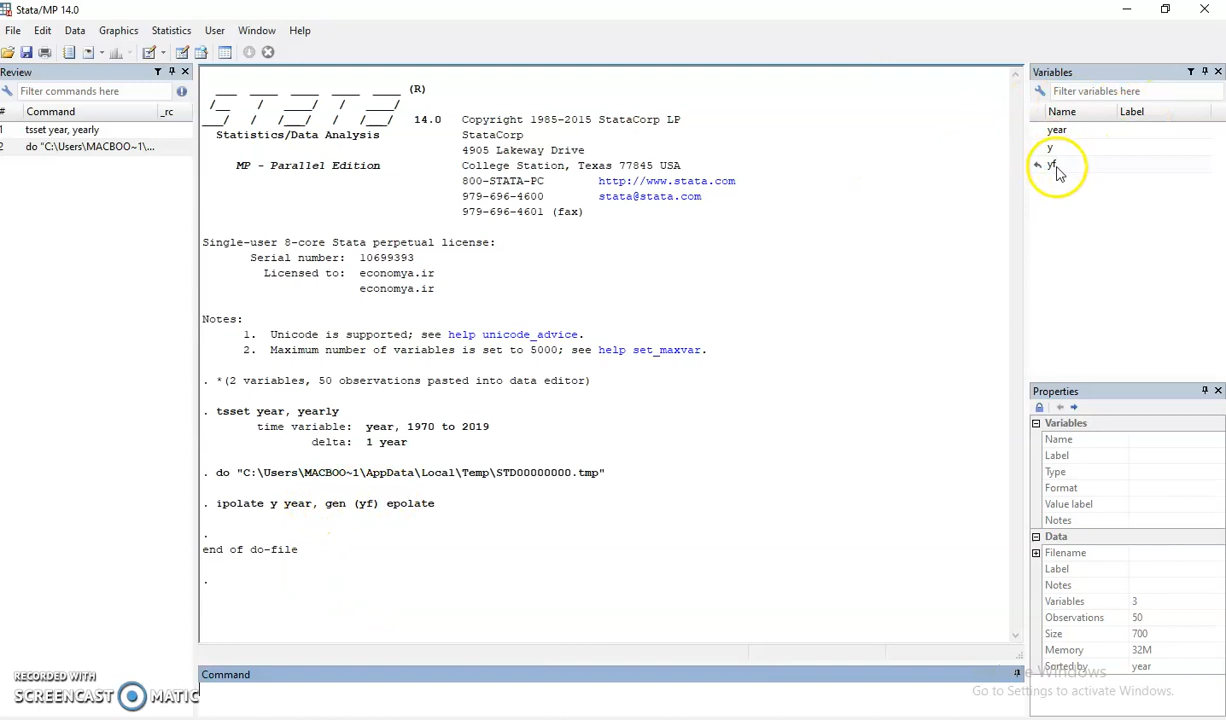 Stata/MP 14.0
File Edit Data Graphics Statistics User Window Help
Review
Filter commands here
# Command _rc
1 tsset year, yearly
2 do "C:\Users\MACBOO~1\...
(R)
14.0 Copyright 1985-2015 StataCorp LP
Statistics/Data Analysis StataCorp
4905 Lakeway Drive
MP - Parallel Edition College Station, Texas 77845 USA
800-STATA-PC http://www.stata.com
979-696-4600 stata@stata.com
979-696-4601 (fax)
Single-user 8-core Stata perpetual license:
Serial number: 10699393
Licensed to: economya.ir
economya.ir
Notes:
1. Unicode is supported; see help unicode_advice.
2. Maximum number of variables is set to 5000; see help set_maxvar.
. *(2 variables, 50 observations pasted into data editor)
. tsset year, yearly
time variable: year, 1970 to 2019
delta: 1 year
. do "C:\Users\MACBOO~1\AppData\Local\Temp\STD00000000.tmp"
. ipolate y year, gen (yf) epolate
.
end of do-file
.
Command
Variables
Filter variables here
Name Label
year
y
yf
Properties
Variables
Name
Label
Type
Format
Value label
Notes
Data
Filename
Label
Notes
Variables 3
Observations 50
Size 700
Memory 32M
Sorted by year
Windows
Go to Settings to activate Windows.
RECORDED WITH
SCREENCAST MATIC